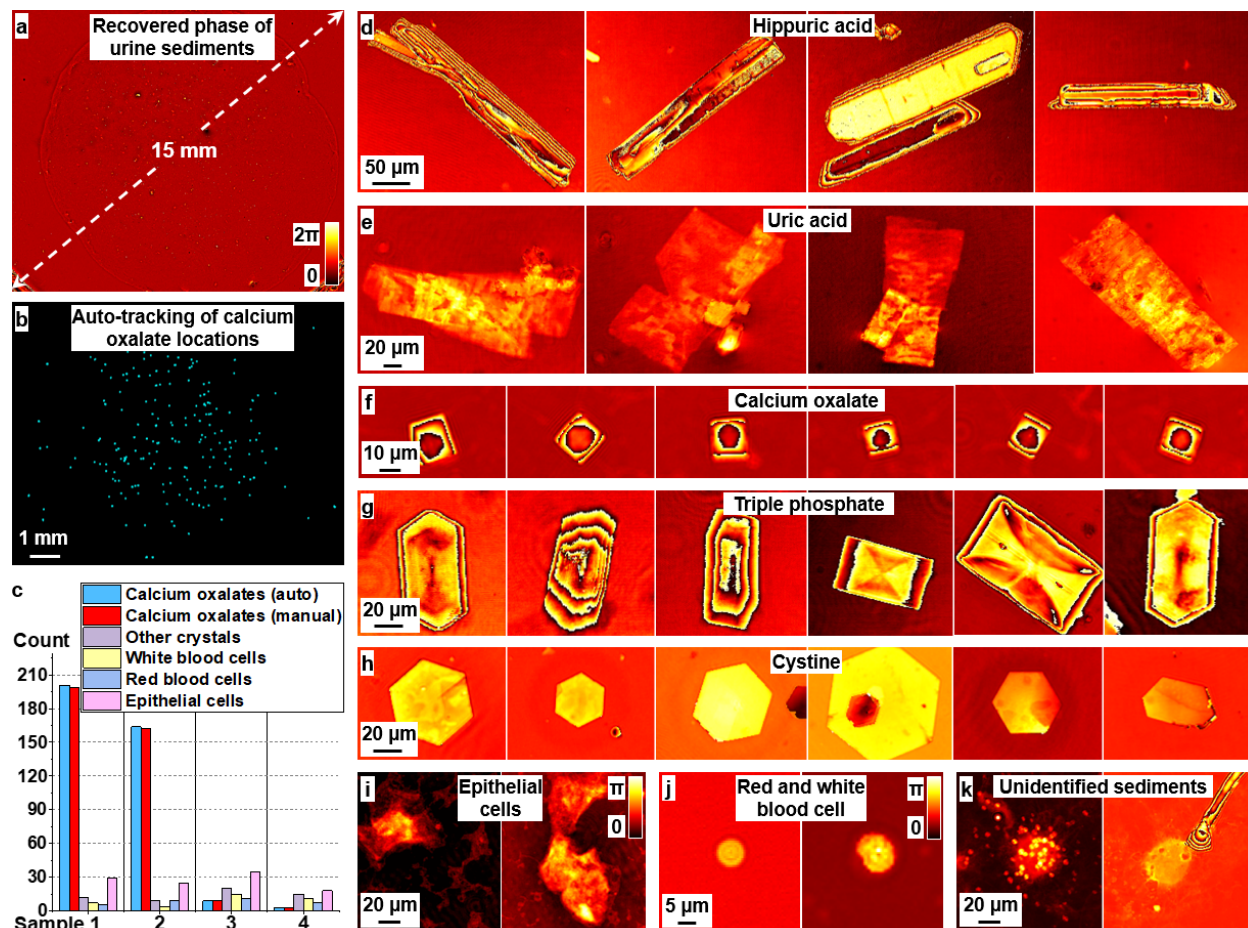 a
Recovered phase of
urine sediments
15 mm
2π
0
b
Auto-tracking of calcium
oxalate locations
1 mm
c
Calcium oxalates (auto)
Calcium oxalates (manual)
Other crystals
White blood cells
Red blood cells
Epithelial cells
Count
210
180
150
120
90
60
30
0
Sample 1
2
3
4
d
Hippuric acid
50 μm
e
Uric acid
20 μm
f
Calcium oxalate
10 μm
g
Triple phosphate
20 μm
h
Cystine
20 μm
i
Epithelial
cells
π
0
20 μm
j
Red and white
blood cell
π
0
5 μm
k
Unidentified sediments
20 μm